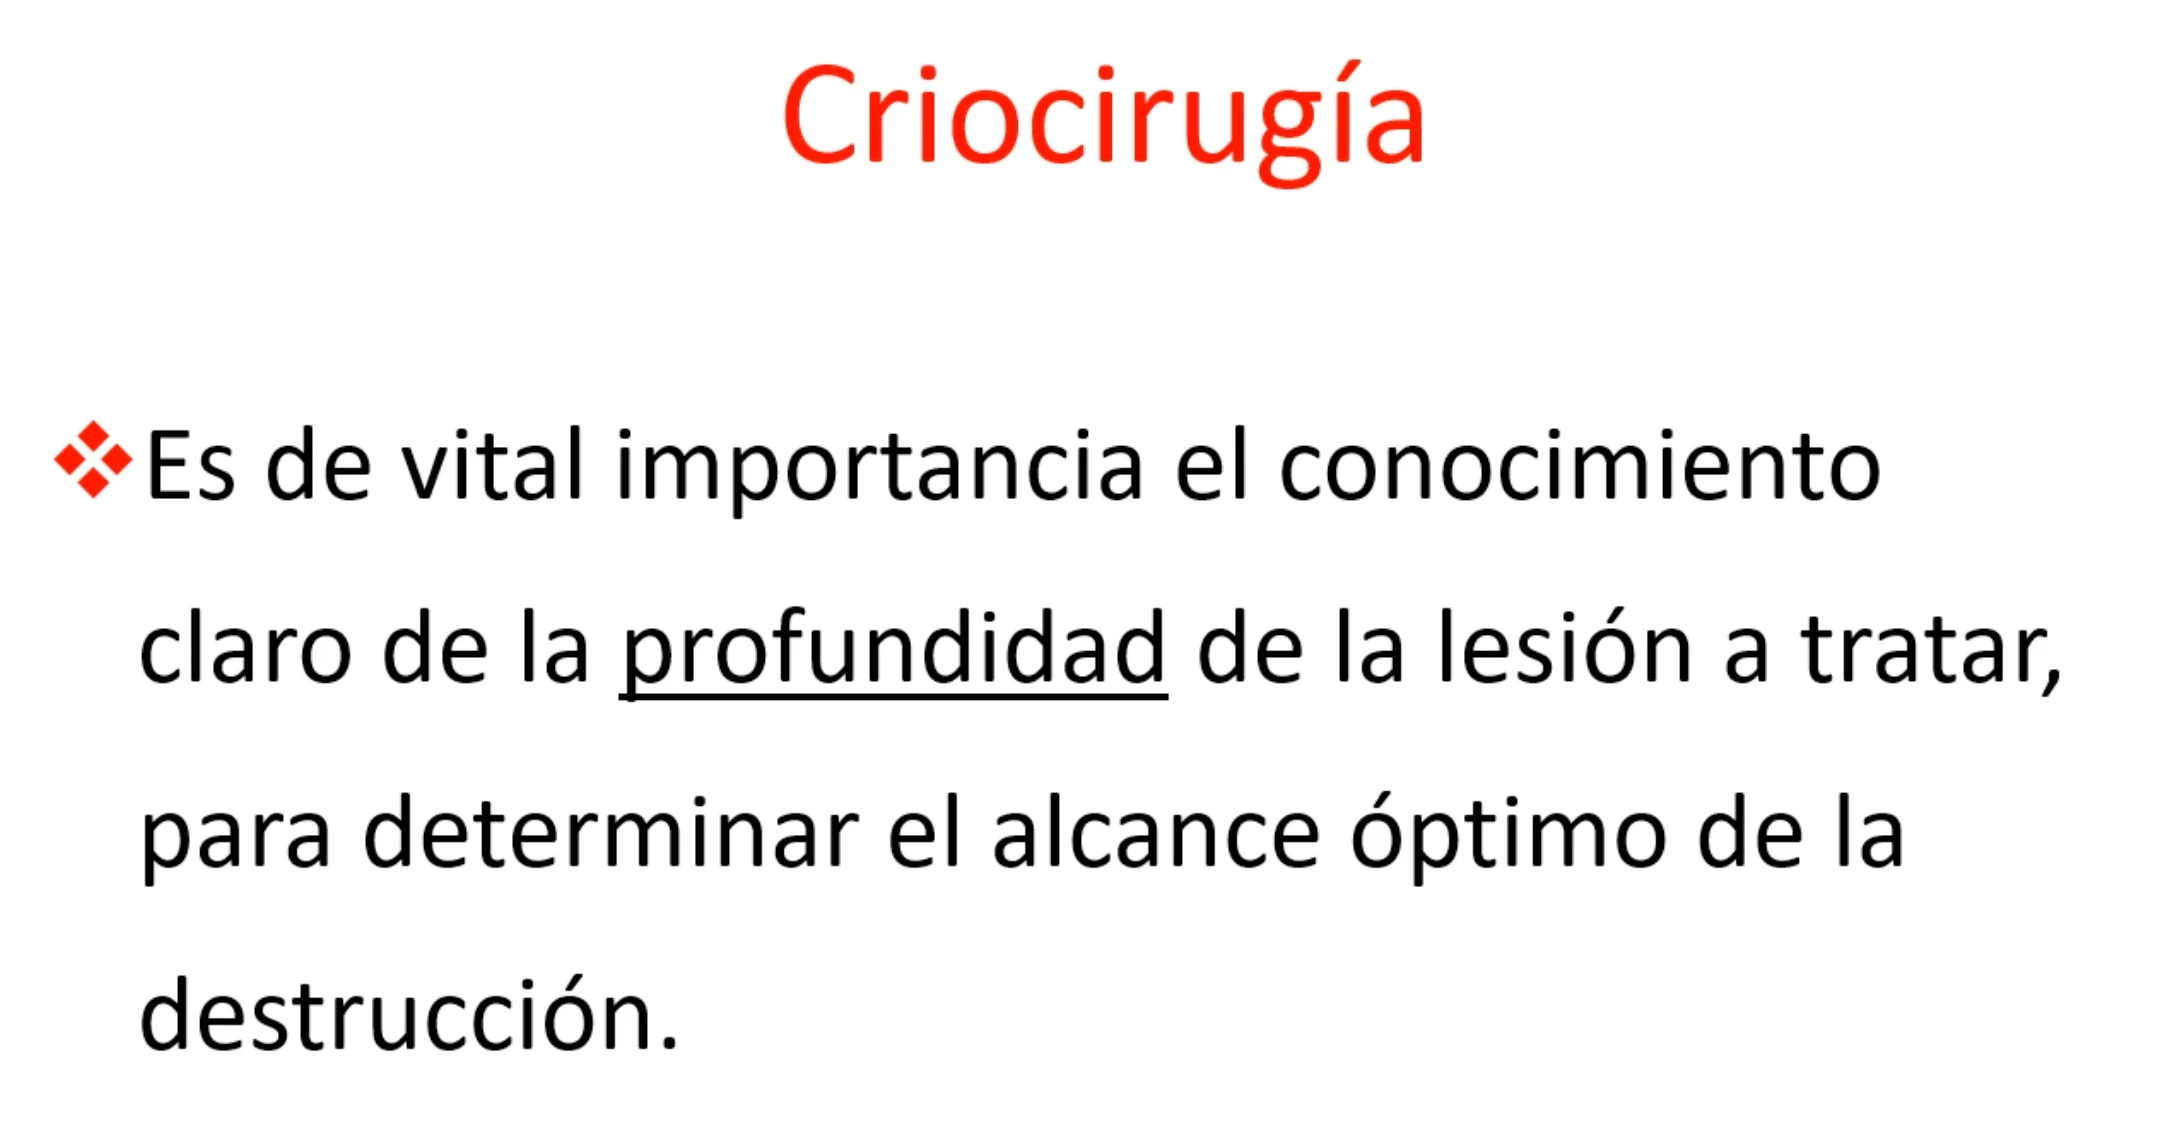 Criocirugía
❖Es de vital importancia el conocimiento
claro de la profundidad de la lesión a tratar,
para determinar el alcance óptimo de la
destrucción.